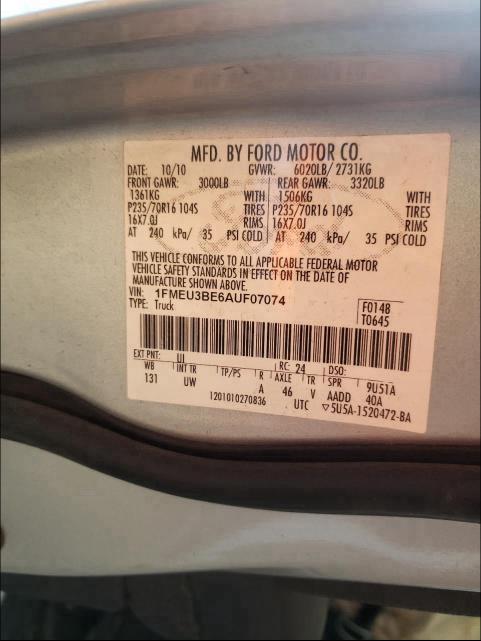 MFD. BY FORD MOTOR CO.
DATE: 10/10 GVWR: 6020LB/ 2731KG
FRONT GAWR: 3000LB REAR GAWR: 3320LB
1361KG WITH 1506KG WITH
P235/70R16 104S TIRES P235/70R16 104S TIRES
16X7.0J RIMS 16X7.0J RIMS
AT 240 kPa/ 35 PSI COLD AT 240 kPa/ 35 PSI COLD
THIS VEHICLE CONFORMS TO ALL APPLICABLE FEDERAL MOTOR
VEHICLE SAFETY STANDARDS IN EFFECT ON THE DATE OF
MANUFACTURE SHOWN ABOVE.
VIN: 1FMEU3BE6AUF07074 F014B
TYPE: Truck T0645
EXT PNT: UI RC: 24 DSO:
WB INT TR TP/PS R AXLE TR SPR 9U51A
131 UW A 46 V AADD 40A
1201010270836 UTC ▽5U5A-1520472-BA